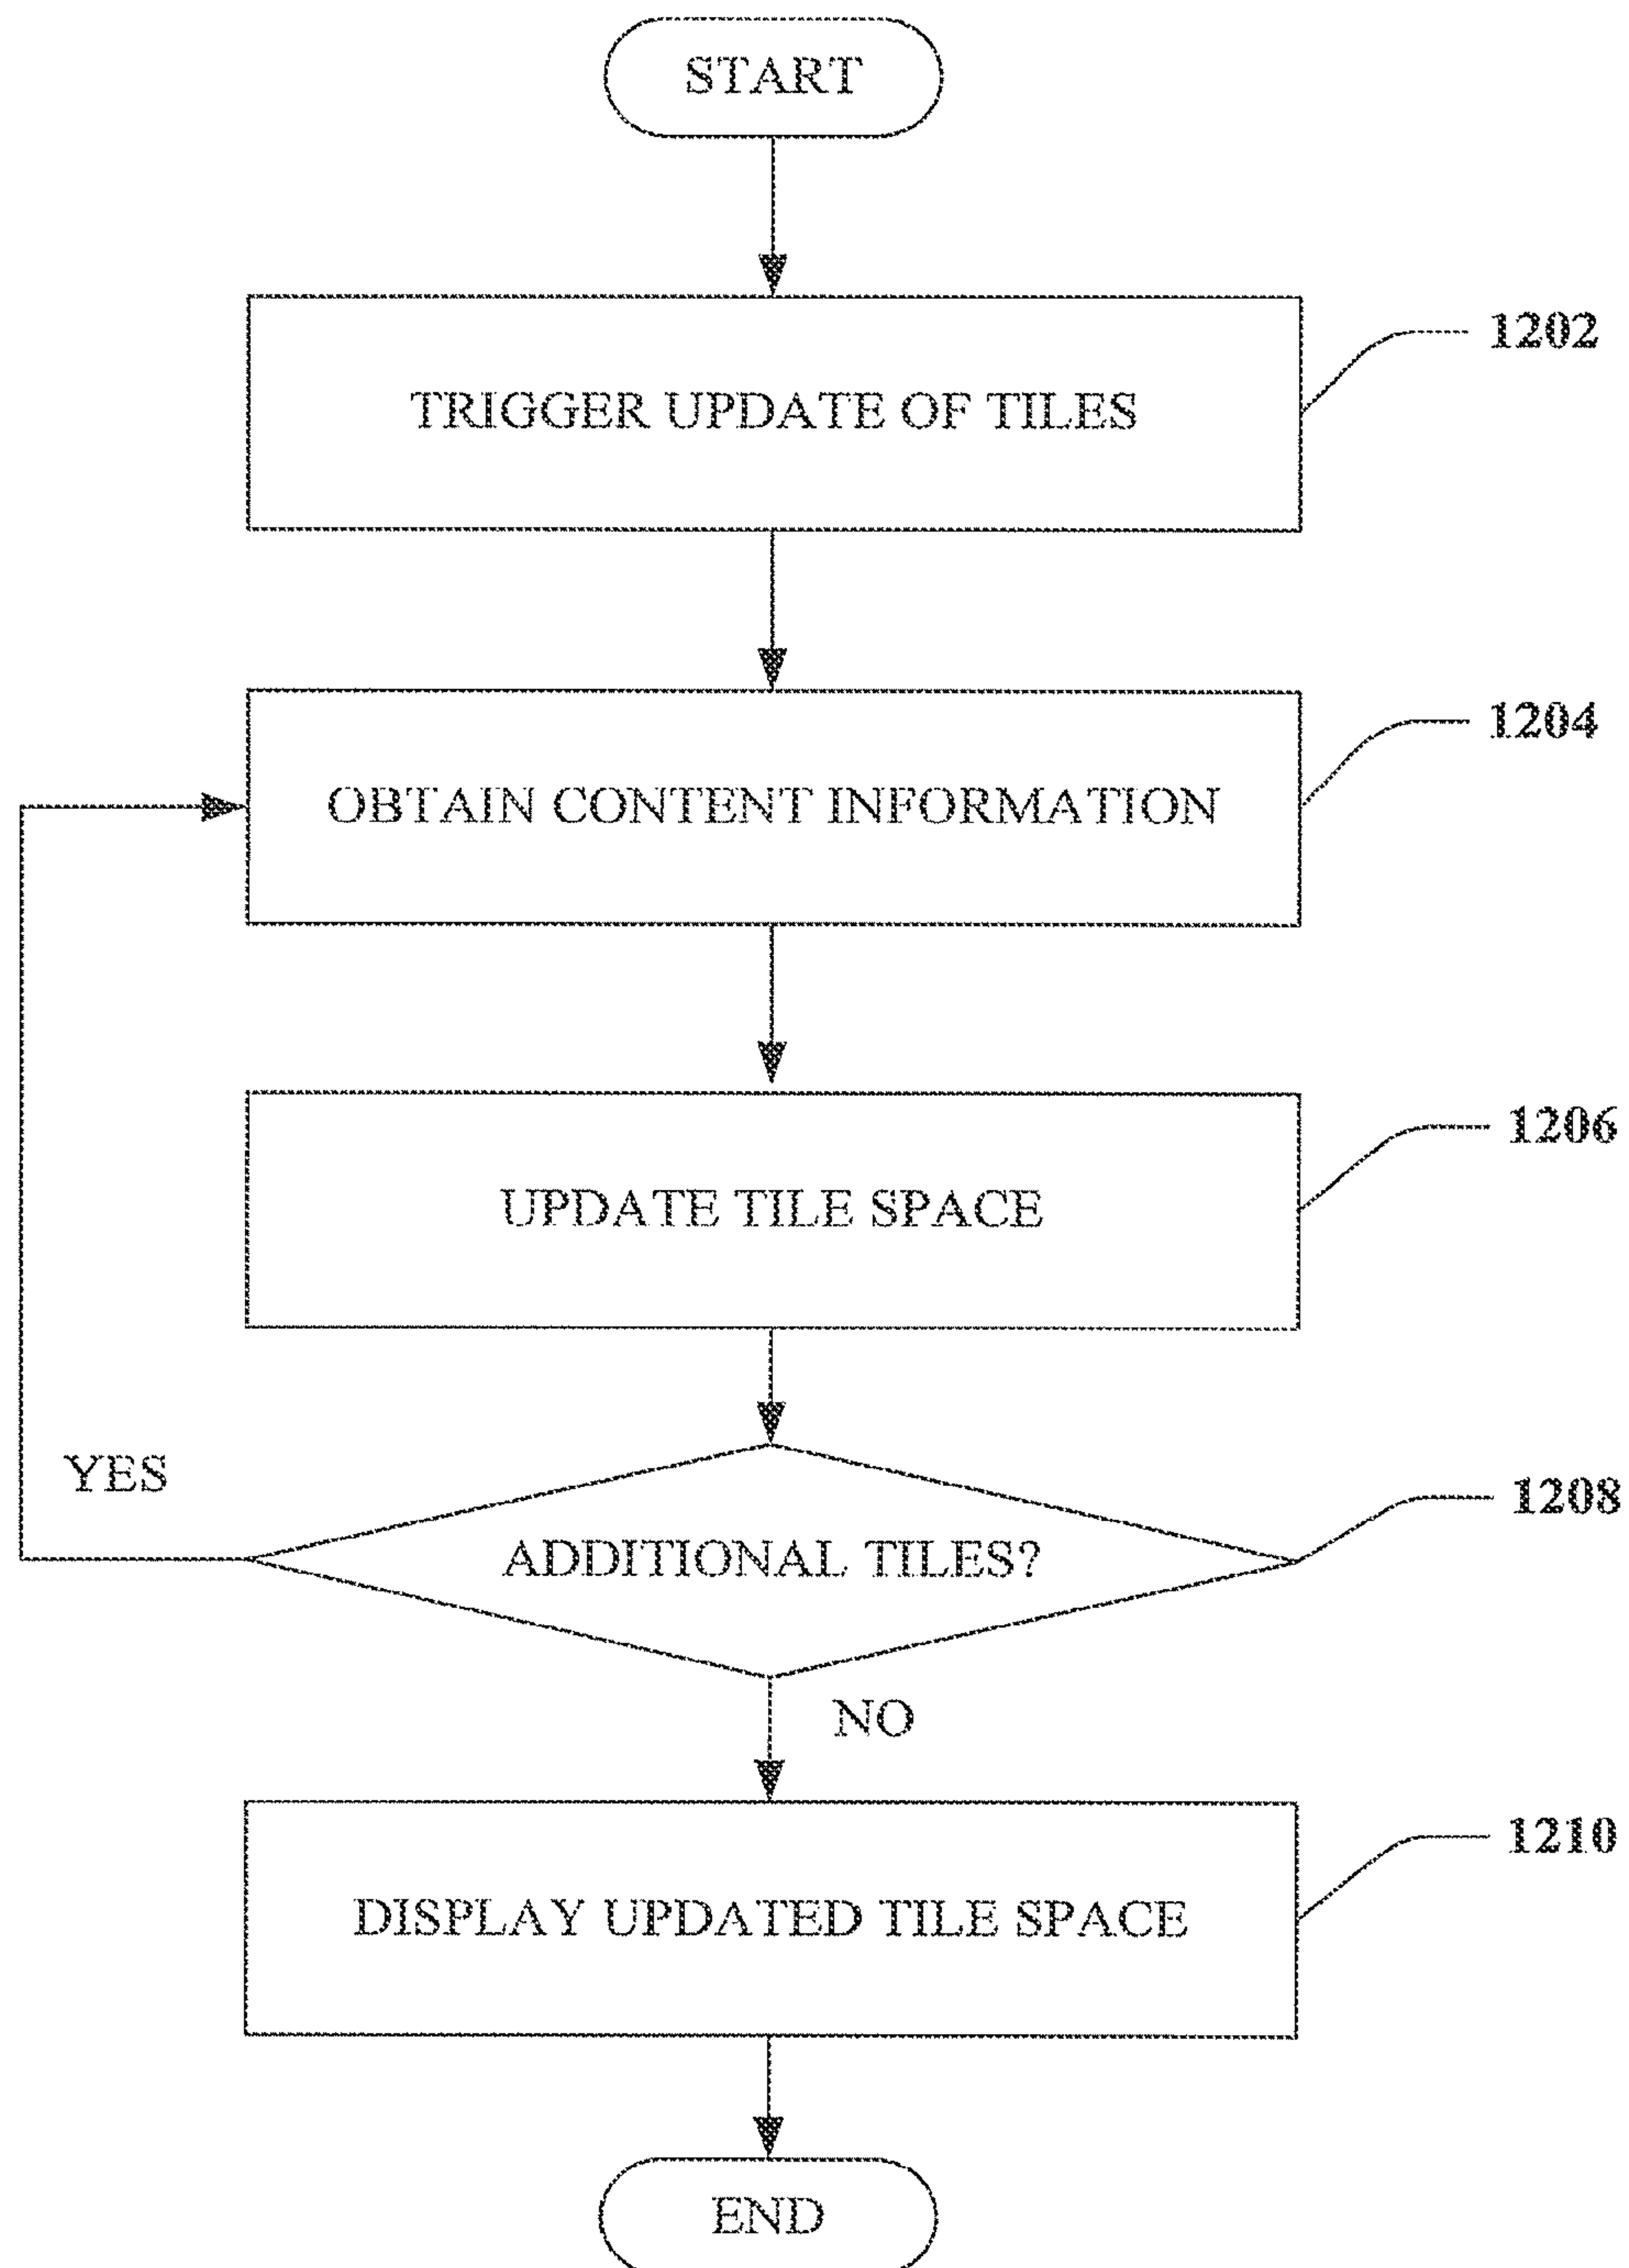 START
TRIGGER UPDATE OF TILES
1202
OBTAIN CONTENT INFORMATION
1204
UPDATE TILE SPACE
1206
YES
ADDITIONAL TILES?
1208
NO
DISPLAY UPDATED TILE SPACE
1210
END